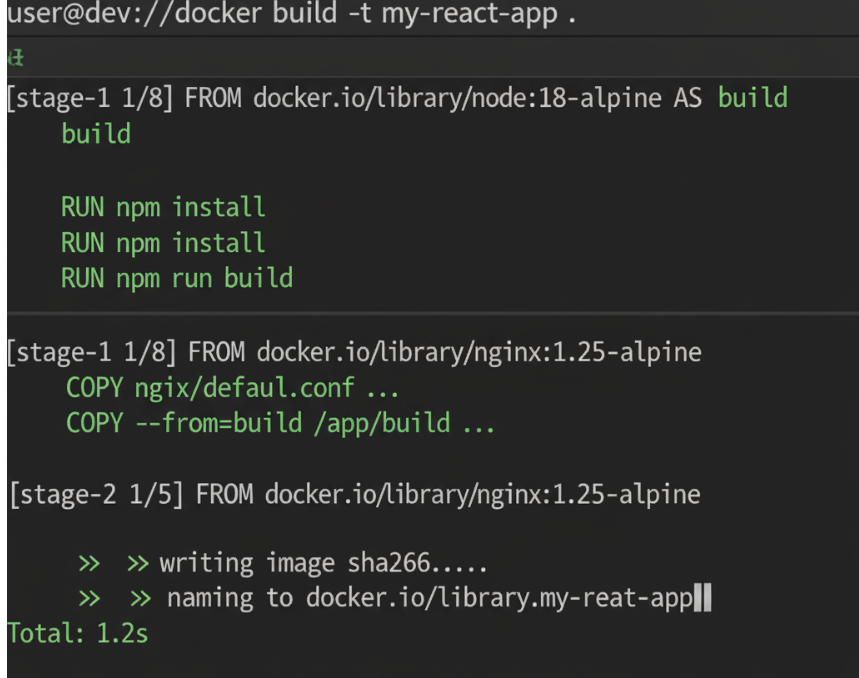 user@dev://docker build -t my-react-app .
[stage-1 1/8] FROM docker.io/library/node:18-alpine AS build
build
RUN npm install
RUN npm install
RUN npm run build
[stage-1 1/8] FROM docker.io/library/nginx:1.25-alpine
COPY ngix/defaul.conf ...
COPY --from=build /app/build ...
[stage-2 1/5] FROM docker.io/library/nginx:1.25-alpine
>> >> writing image sha266.....
>> >> naming to docker.io/library.my-reat-app
Total: 1.2s